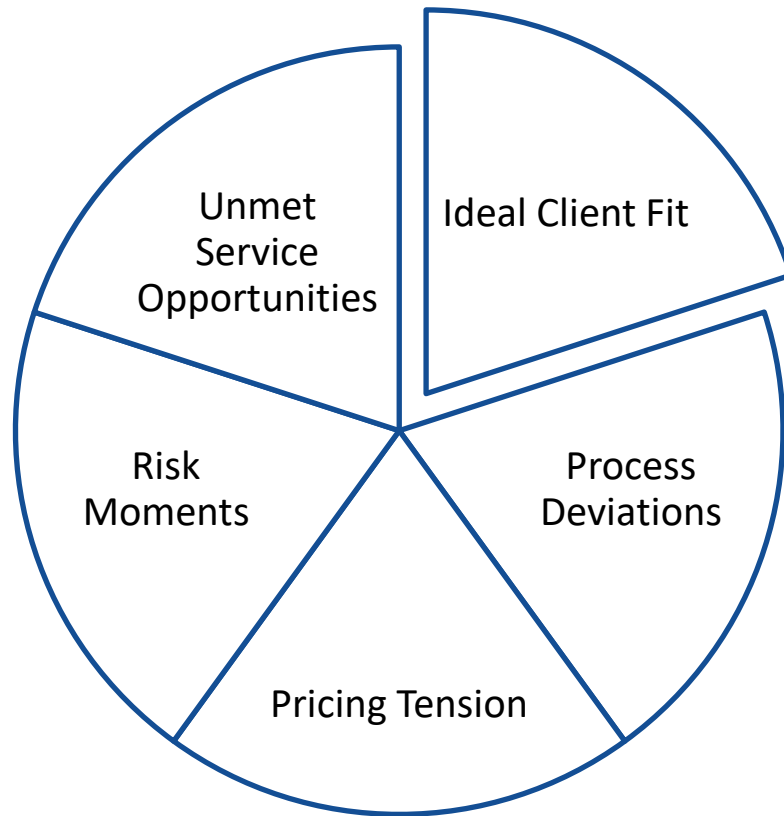 Unmet
Service
Opportunities
Ideal Client Fit
Risk
Moments
Process
Deviations
Pricing Tension